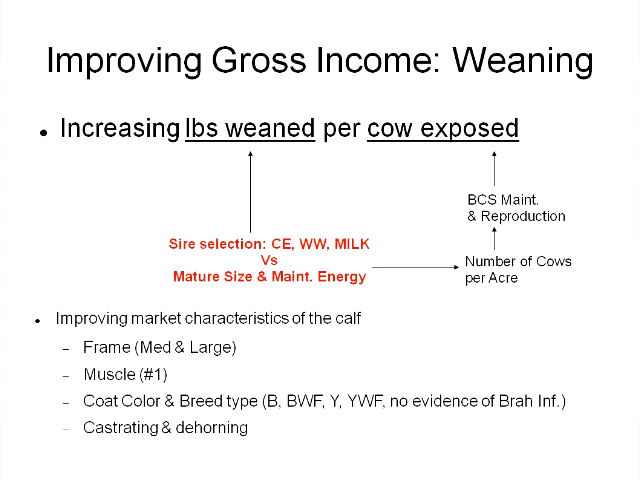 Improving Gross Income: Weaning
• Increasing lbs weaned per cow exposed
BCS Maint.
& Reproduction
Sire selection: CE, WW, MILK
Vs
Mature Size & Maint. Energy
Number of Cows
per Acre
• Improving market characteristics of the calf
– Frame (Med & Large)
– Muscle (#1)
– Coat Color & Breed type (B, BWF, Y, YWF, no evidence of Brah Inf.)
– Castrating & dehorning